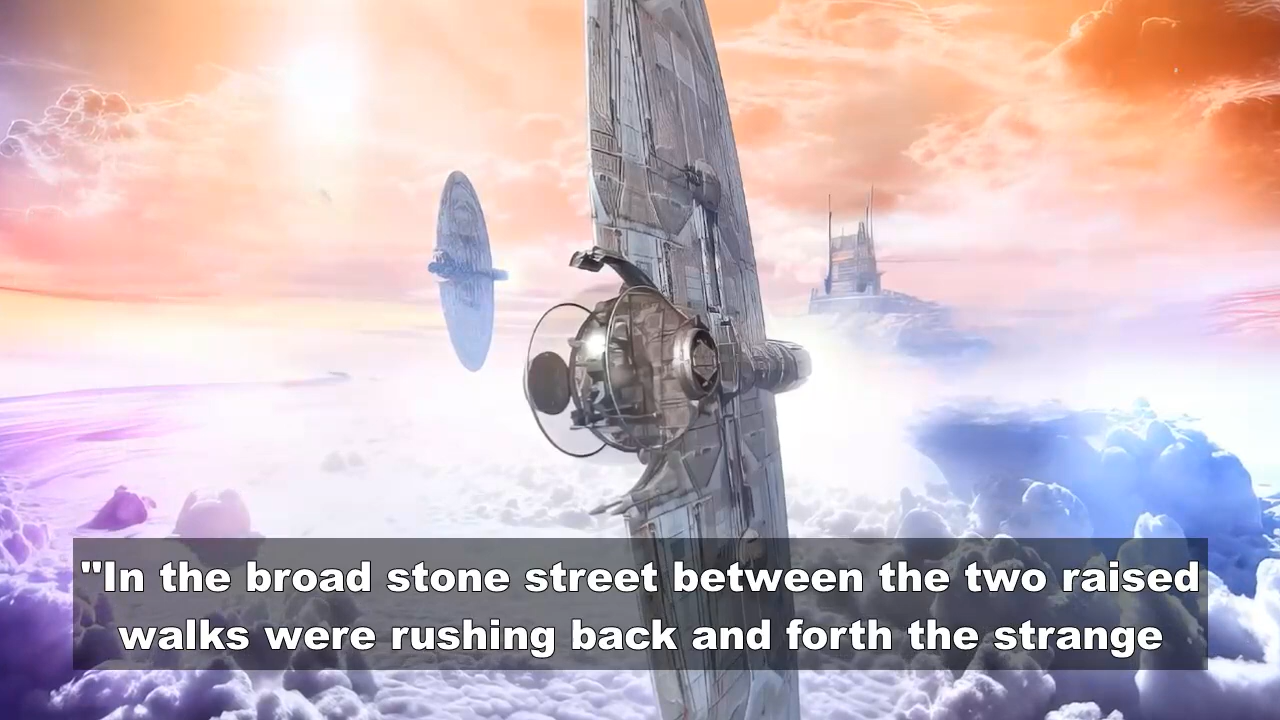 "In the broad stone street between the two raised
walks were rushing back and forth the strange